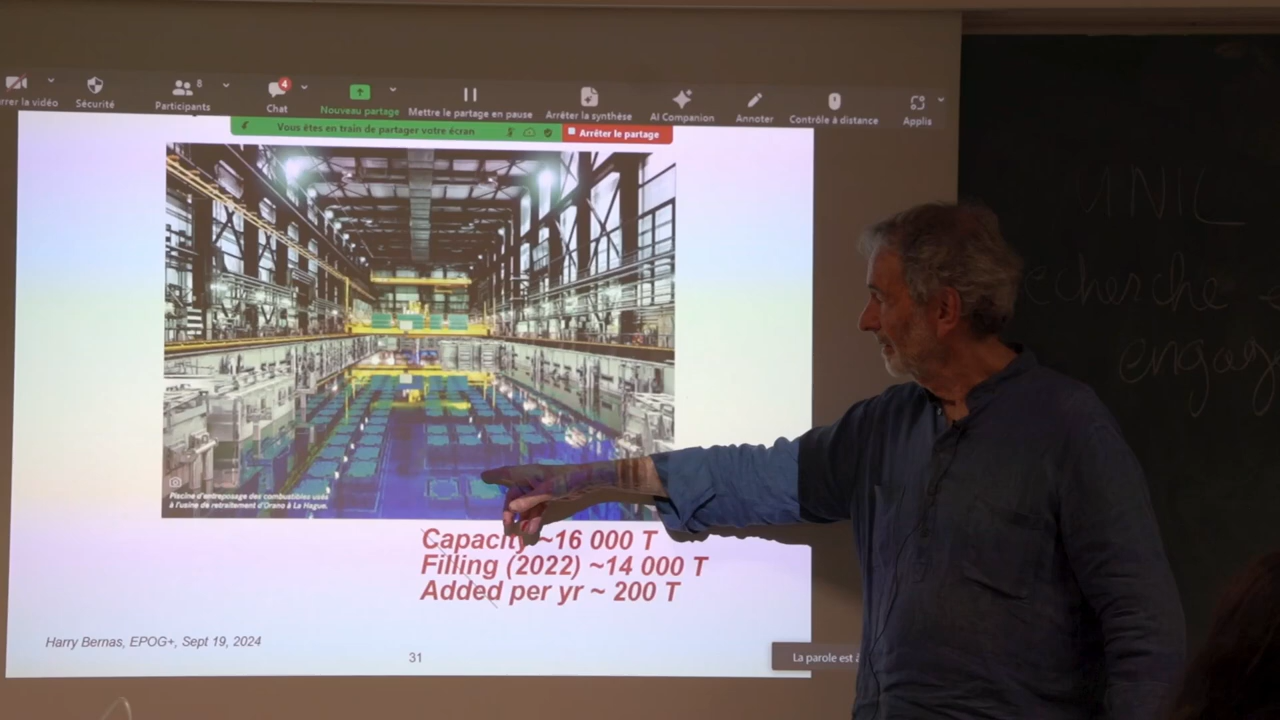 rrer la vidéo
Sécurité
Participants
8
Chat
4
Nouveau partage
Mettre le partage en pause
Arrêter la synthèse
AI Companion
Annoter
Contrôle à distance
Applis
Vous êtes en train de partager votre écran
Arrêter le partage
Piscine d'entreposage des combustibles usés
à l'usine de retraitement d'Orano à La Hague.
Capacity ~16 000 T
Filling (2022) ~14 000 T
Added per yr ~ 200 T
Harry Bernas, EPOG+, Sept 19, 2024
31
La parole est à
UNIL
echerche
engag